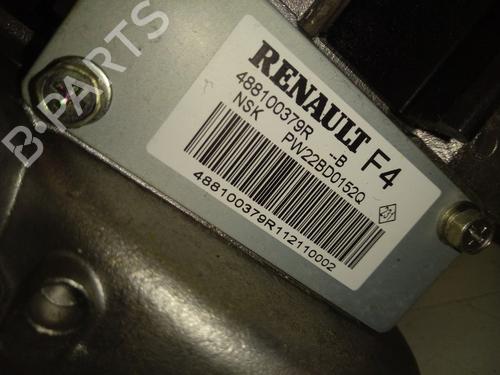 B-PARTS
RENAULT
488100379R --B F4
NSK PW22BD0152Q
488100379R112110002